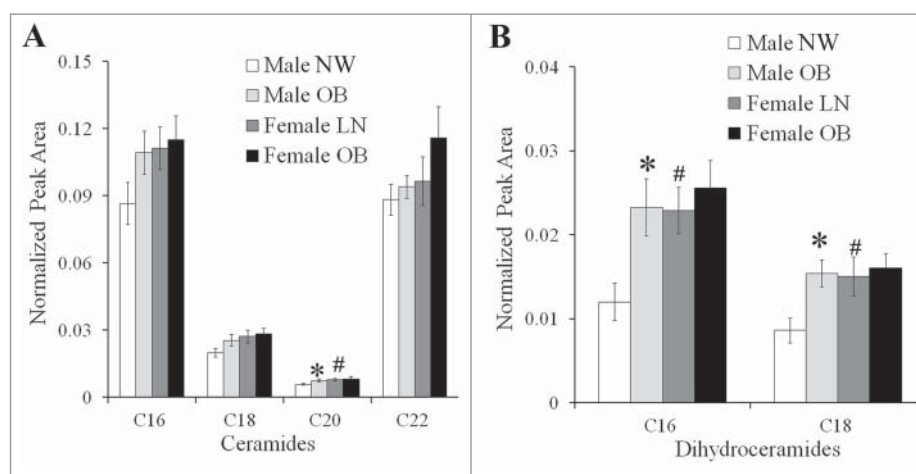 A
0.15
0.12
0.09
0.06
0.03
0
Normalized Peak Area
Male NW
Male OB
Female LN
Female OB
* #
C16 C18 C20 C22
Ceramides
B
0.04
0.03
0.02
0.01
0
Normalized Peak Area
Male NW
Male OB
Female LN
Female OB
* #
* #
C16 C18
Dihydroceramides